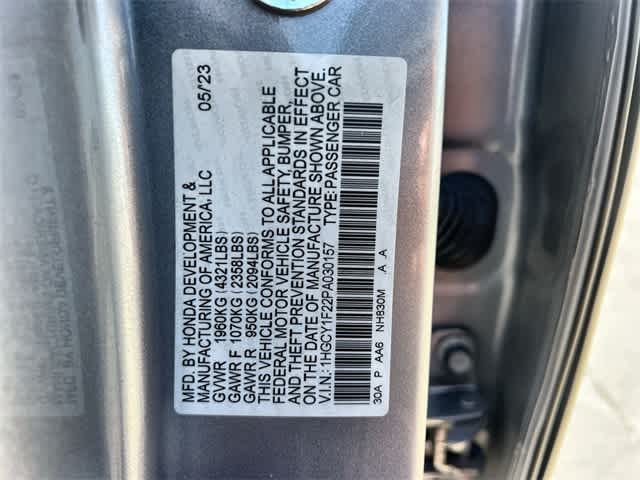 MFD. BY HONDA DEVELOPMENT & 05/23
MANUFACTURING OF AMERICA, LLC
GVWR 1960KG (4321LBS)
GAWR F 1070KG (2358LBS)
GAWR R 950KG (2094LBS)
THIS VEHICLE CONFORMS TO ALL APPLICABLE
FEDERAL MOTOR VEHICLE SAFETY, BUMPER,
AND THEFT PREVENTION STANDARDS IN EFFECT
ON THE DATE OF MANUFACTURE SHOWN ABOVE.
V.I.N.: 1HGCY1F22PA030157 TYPE: PASSENGER CAR
30A P AA6 NH830M A A